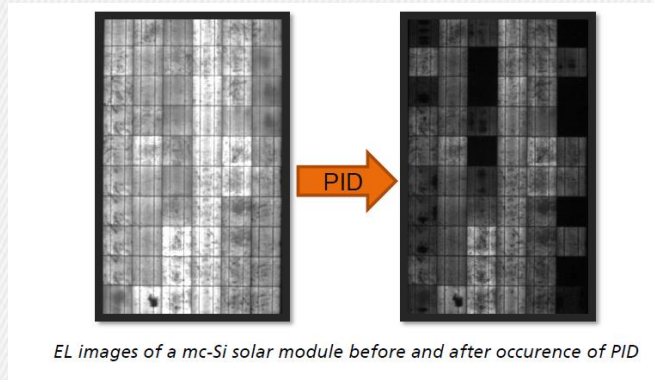 PID
EL images of a mc-Si solar module before and after occurence of PID